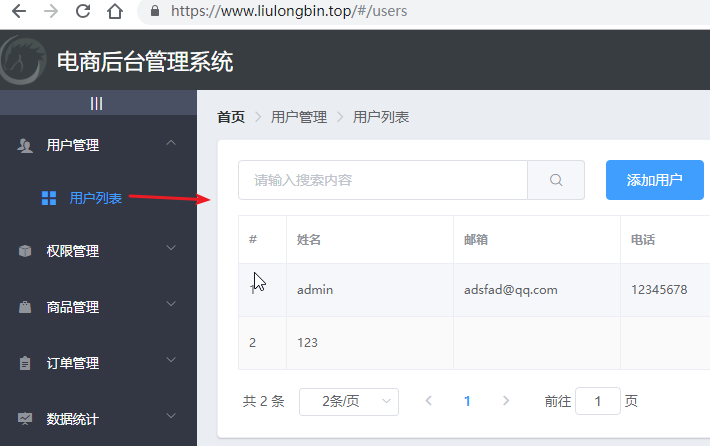 https://www.liulongbin.top/#/users
电商后台管理系统
|||
首页 > 用户管理 > 用户列表
用户管理
用户列表
权限管理
商品管理
订单管理
数据统计
请输入搜索内容
添加用户
# 姓名 邮箱 电话
1 admin adsfad@qq.com 12345678
2 123
共 2 条 2条/页 < 1 > 前往 1 页